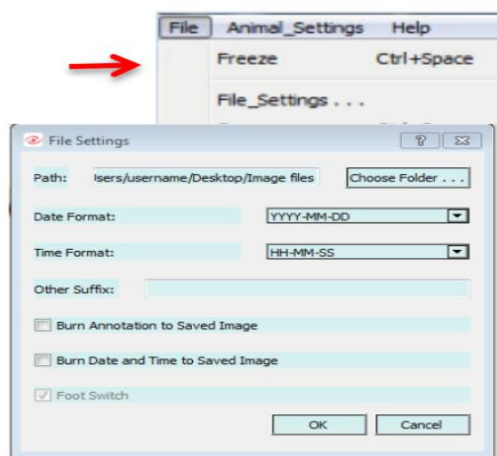 File Animal_Settings Help
Freeze Ctrl+Space
File_Settings . . .
File Settings
Path: Jsers/username/Desktop/Image files Choose Folder . . .
Date Format: YYYY-MM-DD
Time Format: HH-MM-SS
Other Suffix:
Burn Annotation to Saved Image
Burn Date and Time to Saved Image
Foot Switch
OK Cancel